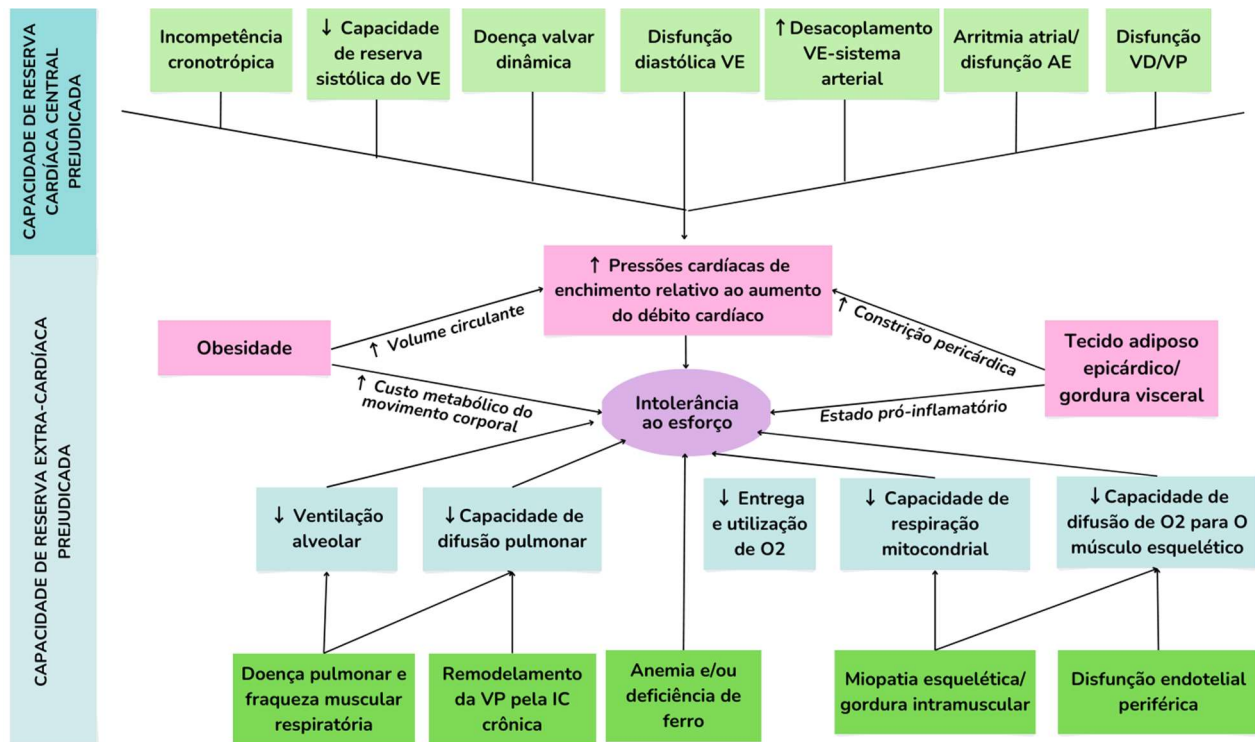 CAPACIDADE DE RESERVA
CARDÍACA CENTRAL
PREJUDICADA
Incompetência
cronotrópica
↓ Capacidade
de reserva
sistólica do VE
Doença valvar
dinâmica
Disfunção
diastólica VE
↑ Desacoplamento
VE-sistema
arterial
Arritmia atrial/
disfunção AE
Disfunção
VD/VP
CAPACIDADE DE RESERVA EXTRA-CARDÍACA
PREJUDICADA
↑ Pressões cardíacas de
enchimento relativo ao aumento
do débito cardíaco
Obesidade
↑ Volume circulante
↑ Custo metabólico do
movimento corporal
↑ Constrição pericárdica
Estado pró-inflamatório
Tecido adiposo
epicárdico/
gordura visceral
Intolerância
ao esforço
↓ Ventilação
alveolar
↓ Capacidade de
difusão pulmonar
↓ Entrega
e utilização
de O2
↓ Capacidade de
respiração
mitocondrial
↓ Capacidade de
difusão de O2 para O
músculo esquelético
Doença pulmonar e
fraqueza muscular
respiratória
Remodelamento
da VP pela IC
crônica
Anemia e/ou
deficiência de
ferro
Miopatia esquelética/
gordura intramuscular
Disfunção endotelial
periférica